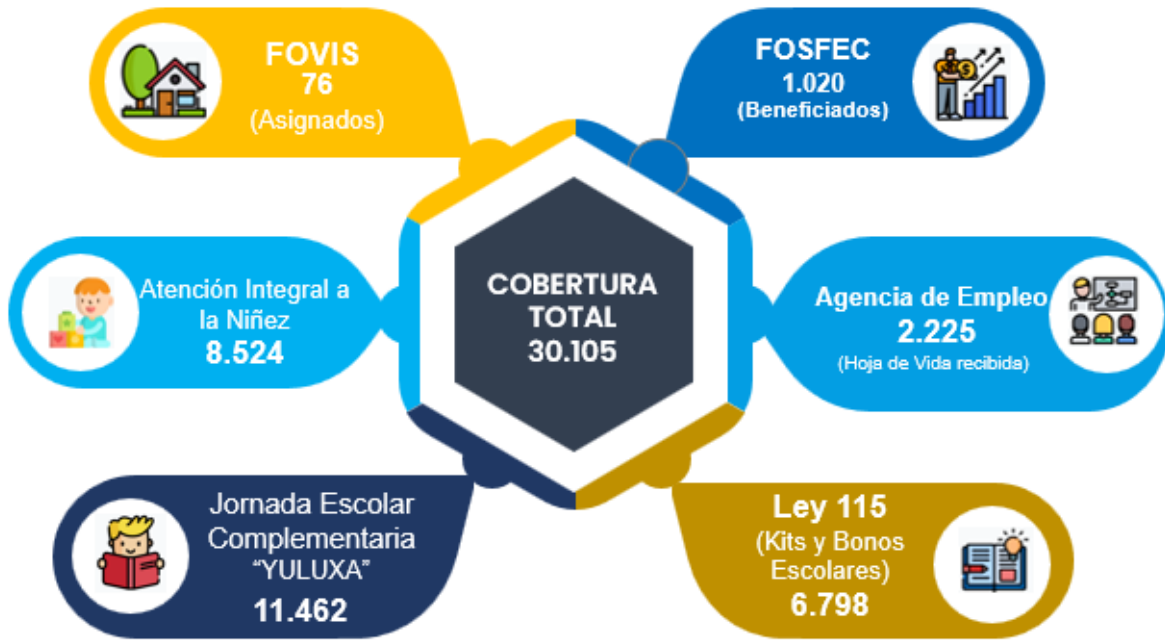 FOVIS
76
(Asignados)
FOSFEC
1.020
(Beneficiados)
Atención Integral a
la Niñez
8.524
COBERTURA
TOTAL
30.105
Agencia de Empleo
2.225
(Hoja de Vida recibida)
Jornada Escolar
Complementaria
“YULUXA”
11.462
Ley 115
(Kits y Bonos
Escolares)
6.798